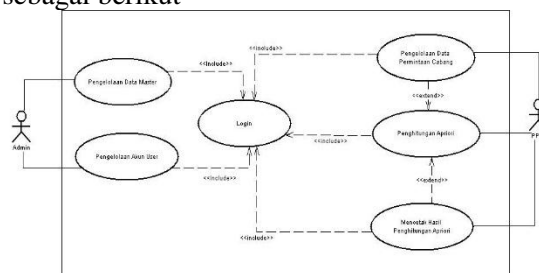 sebagai berikut
<<include>>
Pengelolaan Data
Permintaan Cabang
Pengelolaan Data Master
<<include>>
<<extend>>
Admin
Login
Penghitungan Apriori
<<include>>
Pengelolaan Akun User
<<include>>
<<extend>>
Mencetak Hasil
Penghitungan Apriori
<<include>>